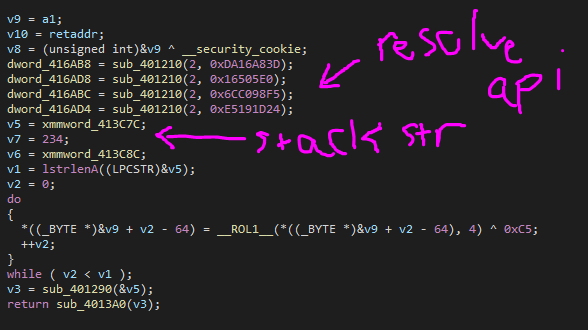 v9 = a1;
v10 = retaddr;
v8 = (unsigned int)&v9 ^ __security_cookie;
dword_416AB8 = sub_401210(2, 0xDA16A83D);
dword_416AD8 = sub_401210(2, 0x16505E0);
dword_416ABC = sub_401210(2, 0x6CC098F5);
dword_416AD4 = sub_401210(2, 0xE5191D24);
resolve
api
v5 = xmmword_413C7C;
v7 = 234;
stack str
v6 = xmmword_413C8C;
v1 = lstrlenA((LPCSTR)&v5);
v2 = 0;
do
{
*((_BYTE *)&v9 + v2 - 64) = __ROL1__(*((_BYTE *)&v9 + v2 - 64), 4) ^ 0xC5;
++v2;
}
while ( v2 < v1 );
v3 = sub_401290(&v5);
return sub_4013A0(v3);